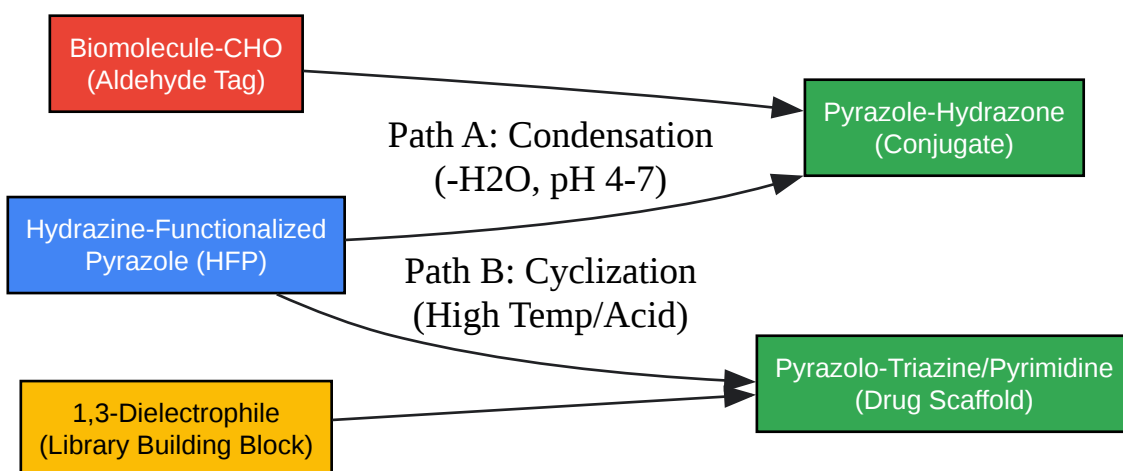 Biomolecule-CHO
(Aldehyde Tag)
Path A: Condensation
(-H2O, pH 4-7)
Pyrazole-Hydrazone
(Conjugate)
Hydrazine-Functionalized
Pyrazole (HFP)
Path B: Cyclization
(High Temp/Acid)
Pyrazolo-Triazine/Pyrimidine
(Drug Scaffold)
1,3-Dielectrophile
(Library Building Block)